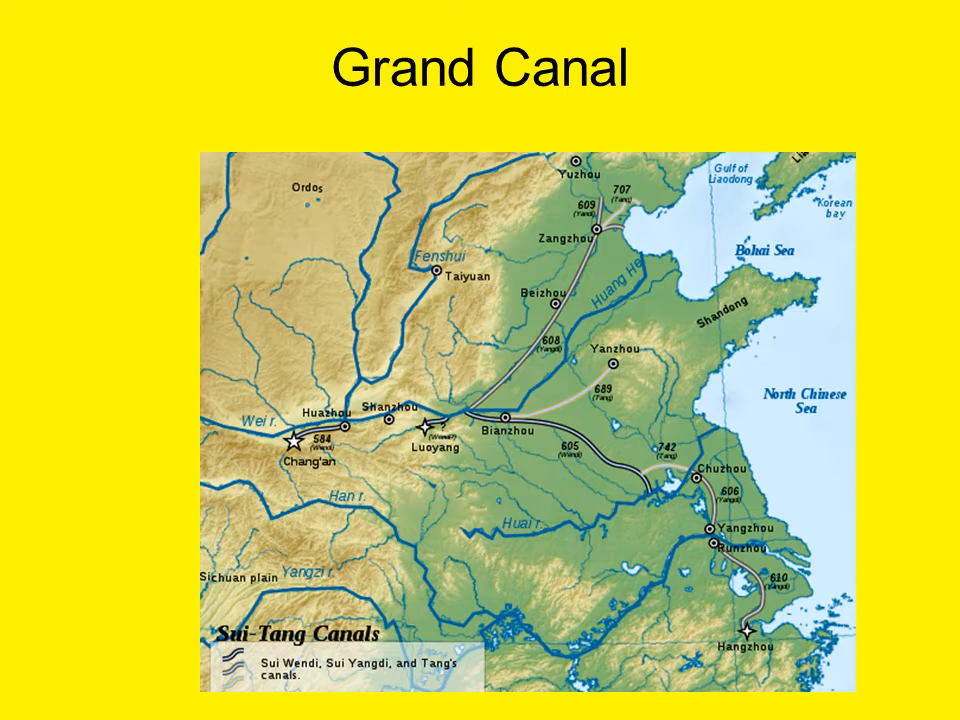 Grand Canal
Yuzhou
Gulf of
Liaodong
Korean
bay
Ordos
707
(Tang)
609
(Yangdi)
Zangzhou
Bohai Sea
Fenshui
Taiyuan
Huang He
Beizhou
Shandong
608
(Yangdi)
Yanzhou
689
(Tang)
North Chinese
Sea
Wei r.
Huazhou
Shanzhou
584
(Wendi)
Chang'an
?
(Wendi?)
Luoyang
Bianzhou
605
(Wendi)
742
(Tang)
Chuzhou
606
(Yangdi)
Han r.
Huai r.
Yangzhou
Runzhou
Sichuan plain
Yangzi r.
610
(Yangdi)
Hangzhou
Sui-Tang Canals
Sui Wendi, Sui Yangdi, and Tang's
canals.